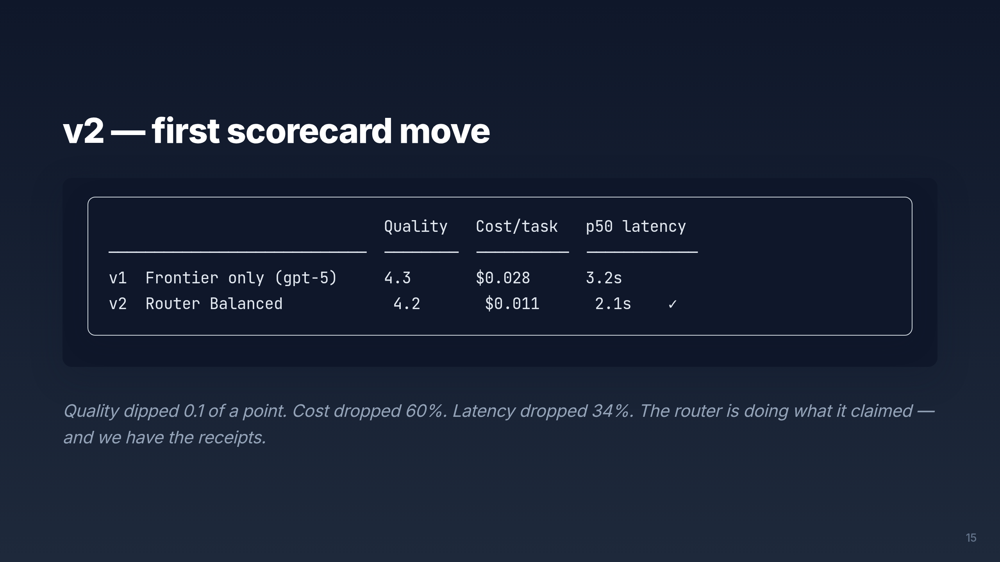 v2 — first scorecard move
Quality Cost/task p50 latency
v1 Frontier only (gpt-5) 4.3 $0.028 3.2s
v2 Router Balanced 4.2 $0.011 2.1s ✓
Quality dipped 0.1 of a point. Cost dropped 60%. Latency dropped 34%. The router is doing what it claimed —
and we have the receipts.
15